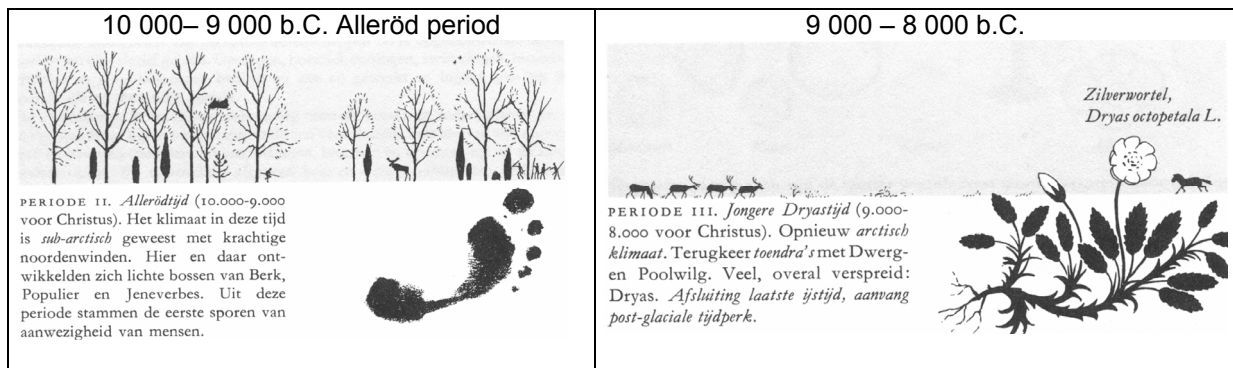 10 000– 9 000 b.C. Alleröd period
PERIODE II. Allerödtijd (10.000-9.000
voor Christus). Het klimaat in deze tijd
is sub-arctisch geweest met krachtige
noordenwinden. Hier en daar ont-
wikkelden zich lichte bossen van Berk,
Populier en Jeneverbes. Uit deze
periode stammen de eerste sporen van
aanwezigheid van mensen.
9 000 – 8 000 b.C.
Zilverwortel,
Dryas octopetala L.
PERIODE III. Jongere Dryastijd (9.000-
8.000 voor Christus). Opnieuw arctisch
klimaat. Terugkeer toendra's met Dwerg-
en Poolwilg. Veel, overal verspreid:
Dryas. Afsluiting laatste ijstijd, aanvang
post-glaciale tijdperk.